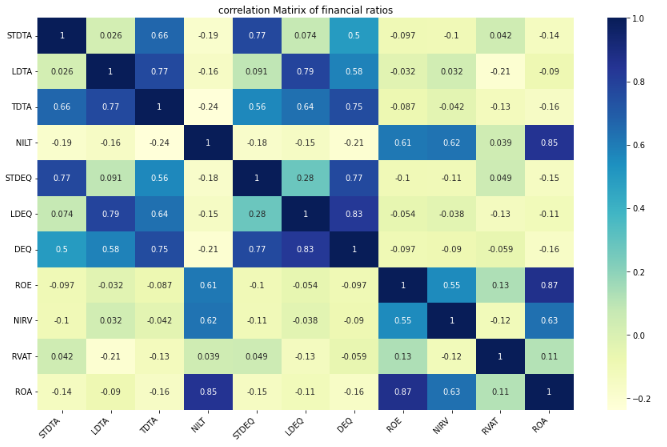 correlation Matirix of financial ratios
STDTA 1 0.026 0.66 -0.19 0.77 0.074 0.5 -0.097 -0.1 0.042 -0.14
LDTA 0.026 1 0.77 -0.16 0.091 0.79 0.58 -0.032 0.032 -0.21 -0.09
TDTA 0.66 0.77 1 -0.24 0.56 0.64 0.75 -0.087 -0.042 -0.13 -0.16
NILT -0.19 -0.16 -0.24 1 -0.18 -0.15 -0.21 0.61 0.62 0.039 0.85
STDEQ 0.77 0.091 0.56 -0.18 1 0.28 0.77 -0.1 -0.11 0.049 -0.15
LDEQ 0.074 0.79 0.64 -0.15 0.28 1 0.83 -0.054 -0.038 -0.13 -0.11
DEQ 0.5 0.58 0.75 -0.21 0.77 0.83 1 -0.097 -0.09 -0.059 -0.16
ROE -0.097 -0.032 -0.087 0.61 -0.1 -0.054 -0.097 1 0.55 0.13 0.87
NIRV -0.1 0.032 -0.042 0.62 -0.11 -0.038 -0.09 0.55 1 -0.12 0.63
RVAT 0.042 -0.21 -0.13 0.039 0.049 -0.13 -0.059 0.13 -0.12 1 0.11
ROA -0.14 -0.09 -0.16 0.85 -0.15 -0.11 -0.16 0.87 0.63 0.11 1
STDTA LDTA TDTA NILT STDEQ LDEQ DEQ ROE NIRV RVAT ROA
1.0
0.8
0.6
0.4
0.2
0.0
-0.2